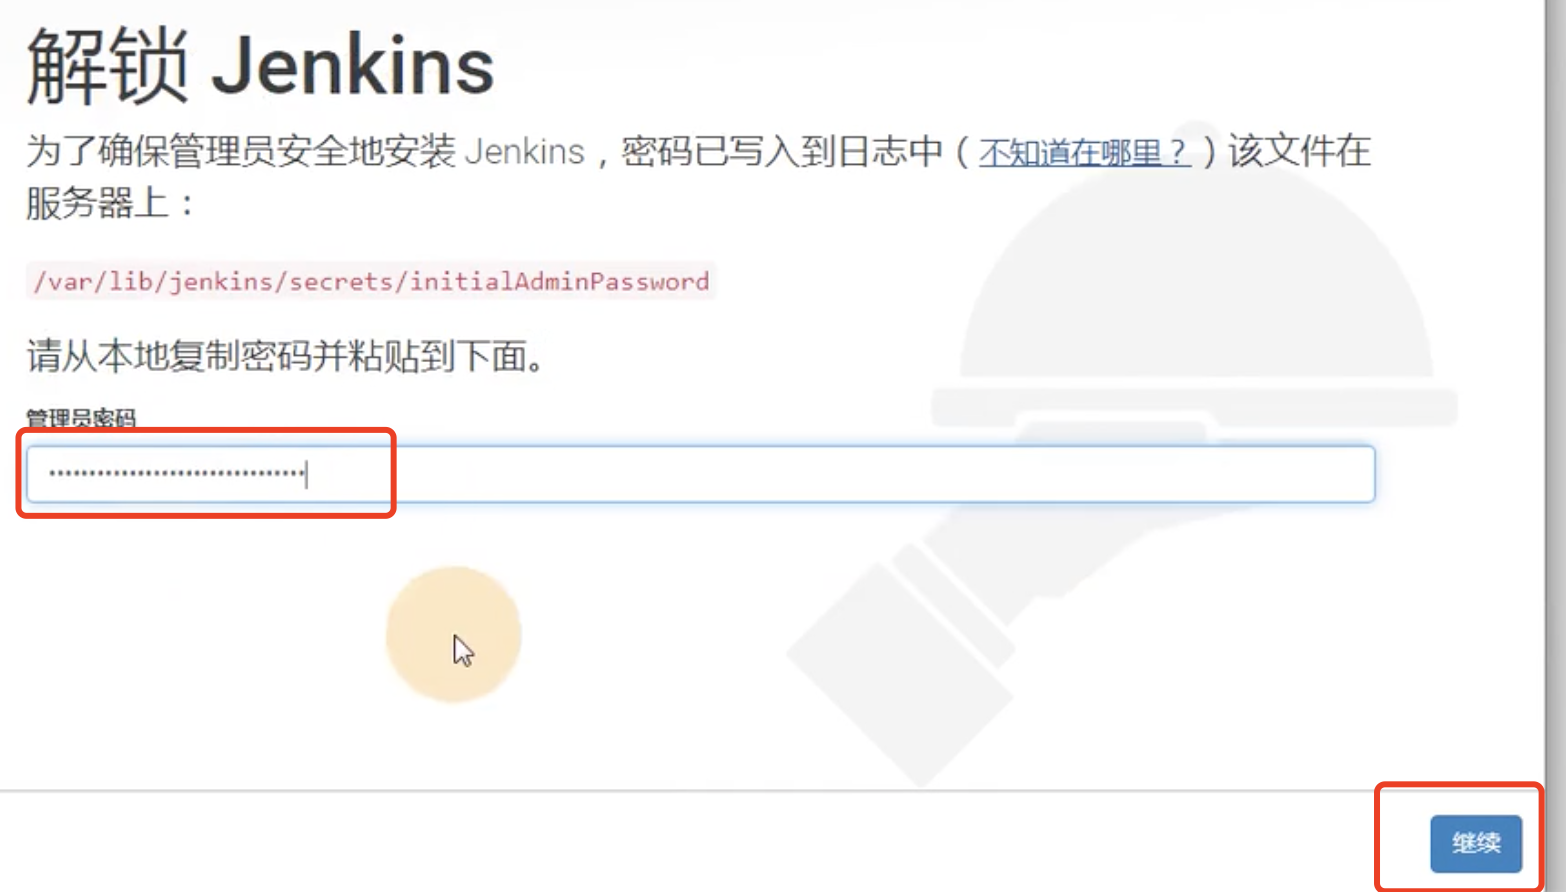 解锁 Jenkins
为了确保管理员安全地安装 Jenkins，密码已写入到日志中（不知道在哪里？）该文件在
服务器上：
/var/lib/jenkins/secrets/initialAdminPassword
请从本地复制密码并粘贴到下面。
管理员密码
继续